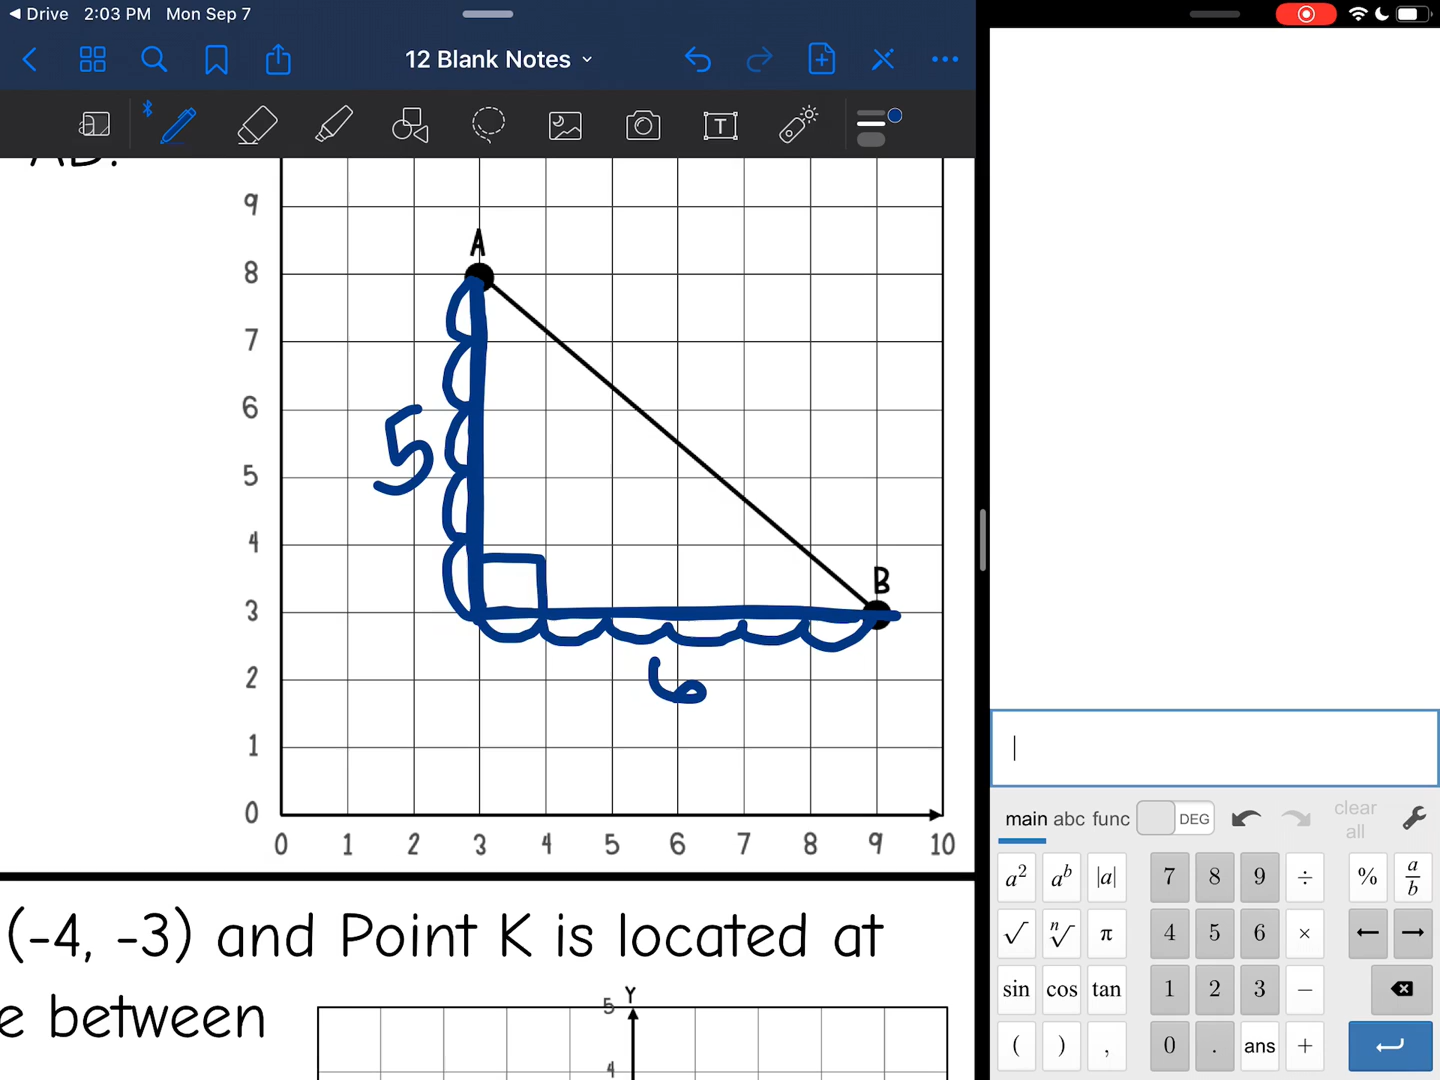 Drive 2:03 PM Mon Sep 7
12 Blank Notes
T
AB.
9
A
8
7
6
5
5
4
B
3
2
6
1
0
0 1 2 3 4 5 6 7 8 9 10
(-4, -3) and Point K is located at
e between
Y
5
4
main abc func DEG clear all
a² aᵇ |a| 7 8 9 ÷ % a/b
√ ⁿ√ π 4 5 6 × ← →
sin cos tan 1 2 3 −
( ) , 0 . ans +